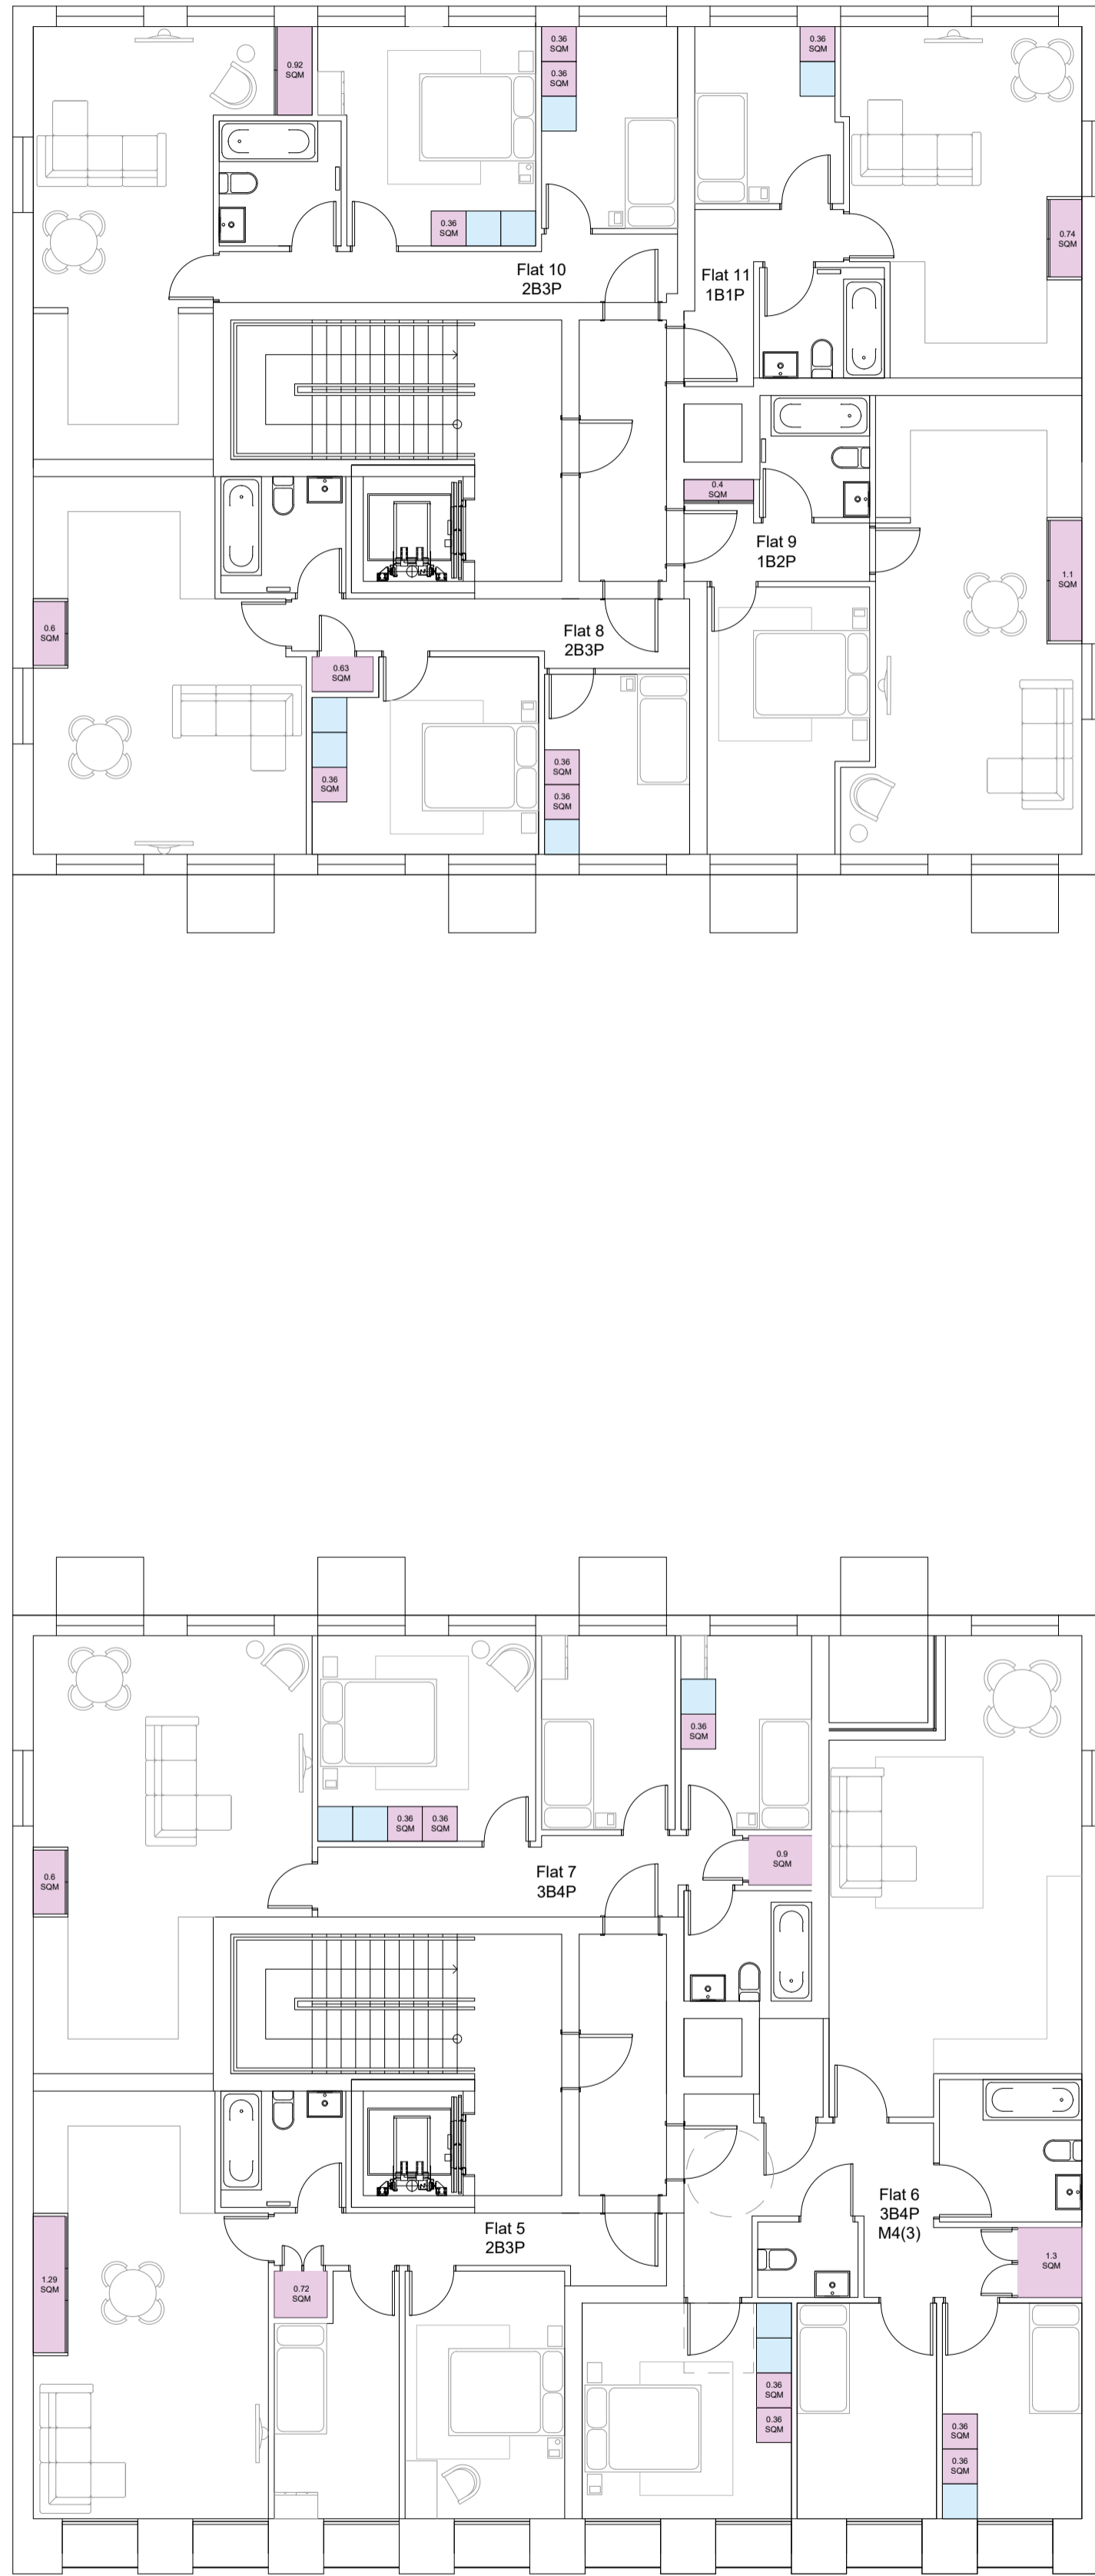 0.92
SQM
0.36
SQM
0.36
SQM
0.36
SQM
0.36
SQM
0.74
SQM
Flat 10
2B3P
Flat 11
1B1P
0.4
SQM
Flat 9
1B2P
1.1
SQM
0.6
SQM
Flat 8
2B3P
0.63
SQM
0.36
SQM
0.36
SQM
0.36
SQM
0.36
SQM
0.36
SQM
0.36
SQM
0.6
SQM
Flat 7
3B4P
0.9
SQM
Flat 5
2B3P
Flat 6
3B4P
M4(3)
1.29
SQM
0.72
SQM
1.3
SQM
0.36
SQM
0.36
SQM
0.36
SQM
0.36
SQM